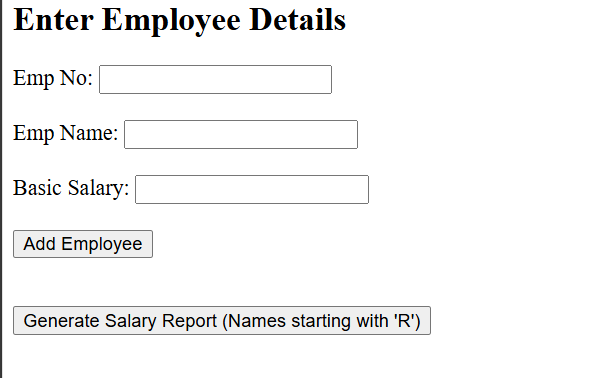 Enter Employee Details
Emp No:
Emp Name:
Basic Salary:
Add Employee
Generate Salary Report (Names starting with 'R')